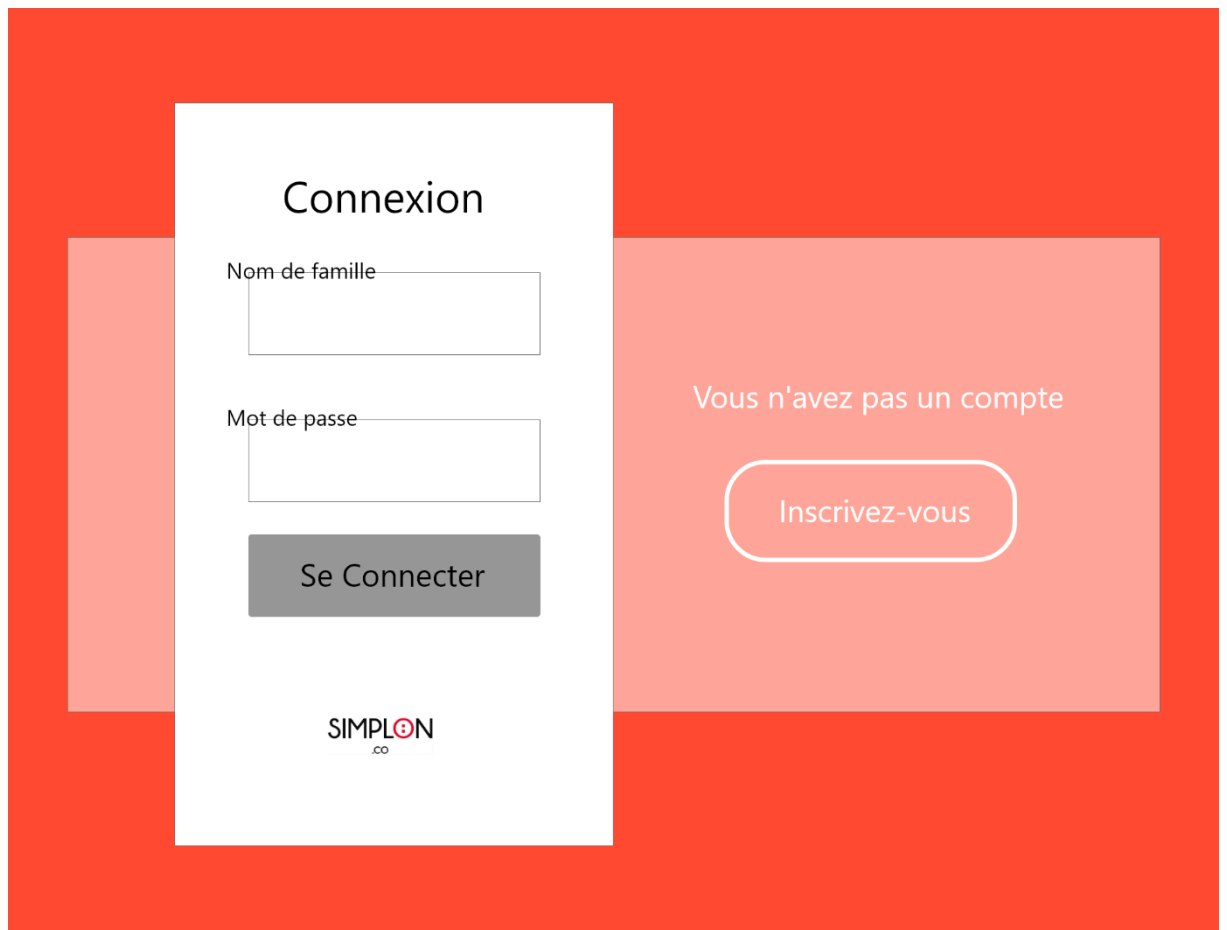 Connexion
Nom de famille
Mot de passe
Se Connecter
SIMPLON
.CO
Vous n'avez pas un compte
Inscrivez-vous